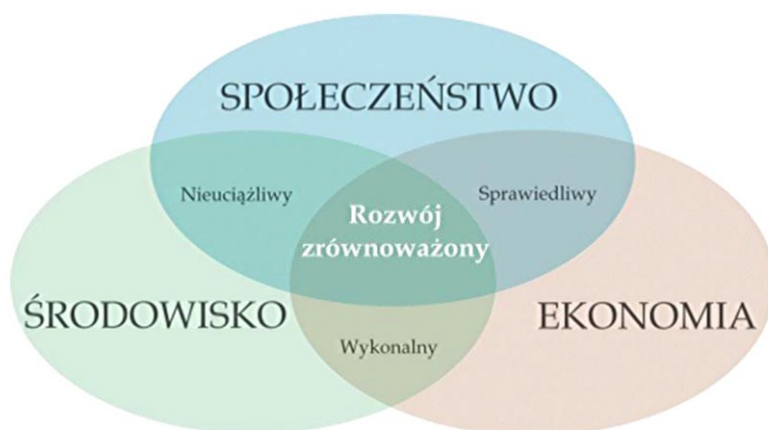 SPOŁECZEŃSTWO
Nieuciążliwy
Sprawiedliwy
Rozwój
zrównoważony
ŚRODOWISKO
EKONOMIA
Wykonalny